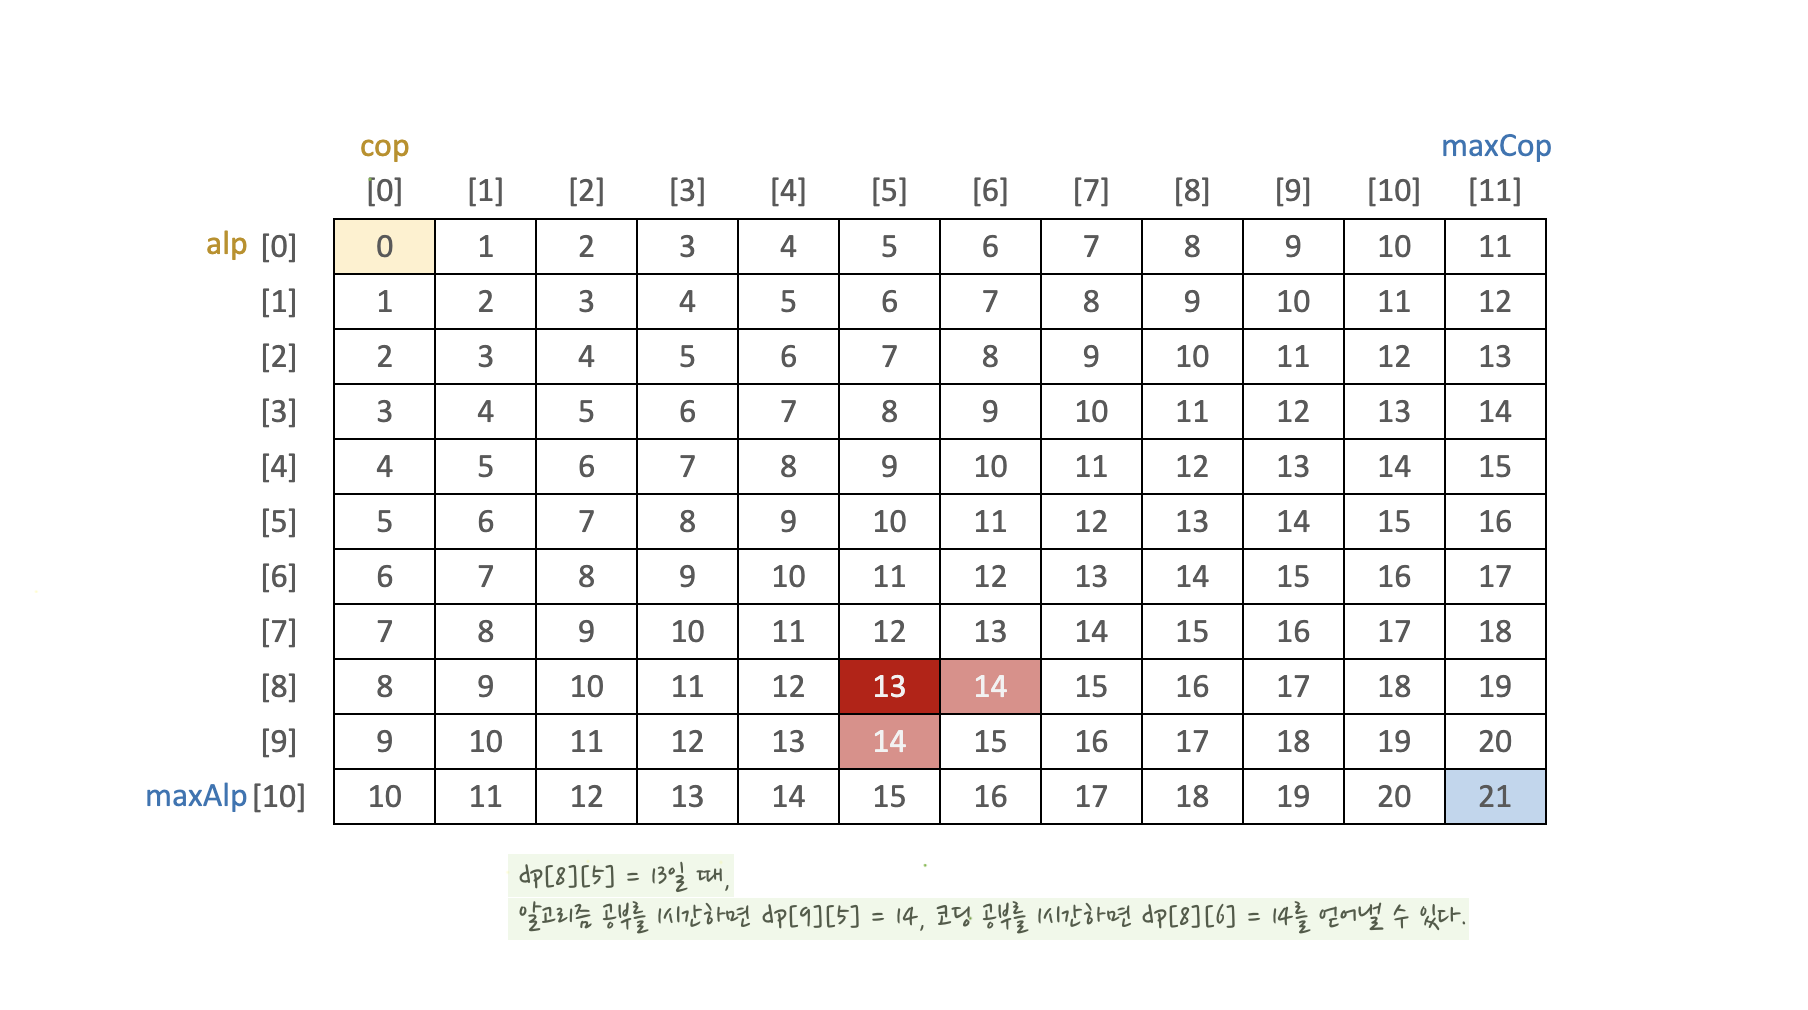 cop maxCop
[0] [1] [2] [3] [4] [5] [6] [7] [8] [9] [10] [11]
alp [0] 0 1 2 3 4 5 6 7 8 9 10 11
[1] 1 2 3 4 5 6 7 8 9 10 11 12
[2] 2 3 4 5 6 7 8 9 10 11 12 13
[3] 3 4 5 6 7 8 9 10 11 12 13 14
[4] 4 5 6 7 8 9 10 11 12 13 14 15
[5] 5 6 7 8 9 10 11 12 13 14 15 16
[6] 6 7 8 9 10 11 12 13 14 15 16 17
[7] 7 8 9 10 11 12 13 14 15 16 17 18
[8] 8 9 10 11 12 13 14 15 16 17 18 19
[9] 9 10 11 12 13 14 15 16 17 18 19 20
maxAlp [10] 10 11 12 13 14 15 16 17 18 19 20 21
dp[8][5] = 13일 때,
알고리즘 공부를 1시간하면 dp[9][5] = 14, 코딩 공부를 1시간하면 dp[8][6] = 14를 얻어낼 수 있다.